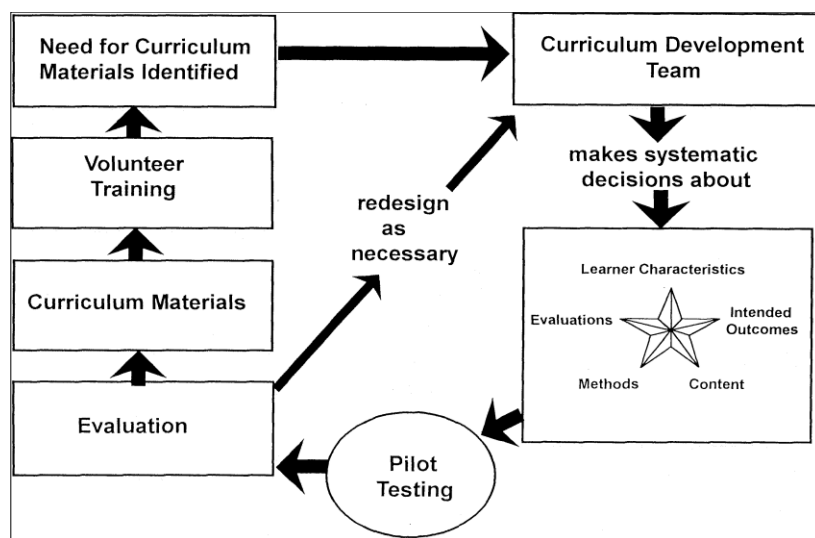 Need for Curriculum
Materials Identified
Curriculum Development
Team
makes systematic
decisions about
Learner Characteristics
Evaluations
Intended
Outcomes
Methods
Content
Pilot
Testing
Evaluation
redesign
as
necessary
Curriculum Materials
Volunteer
Training